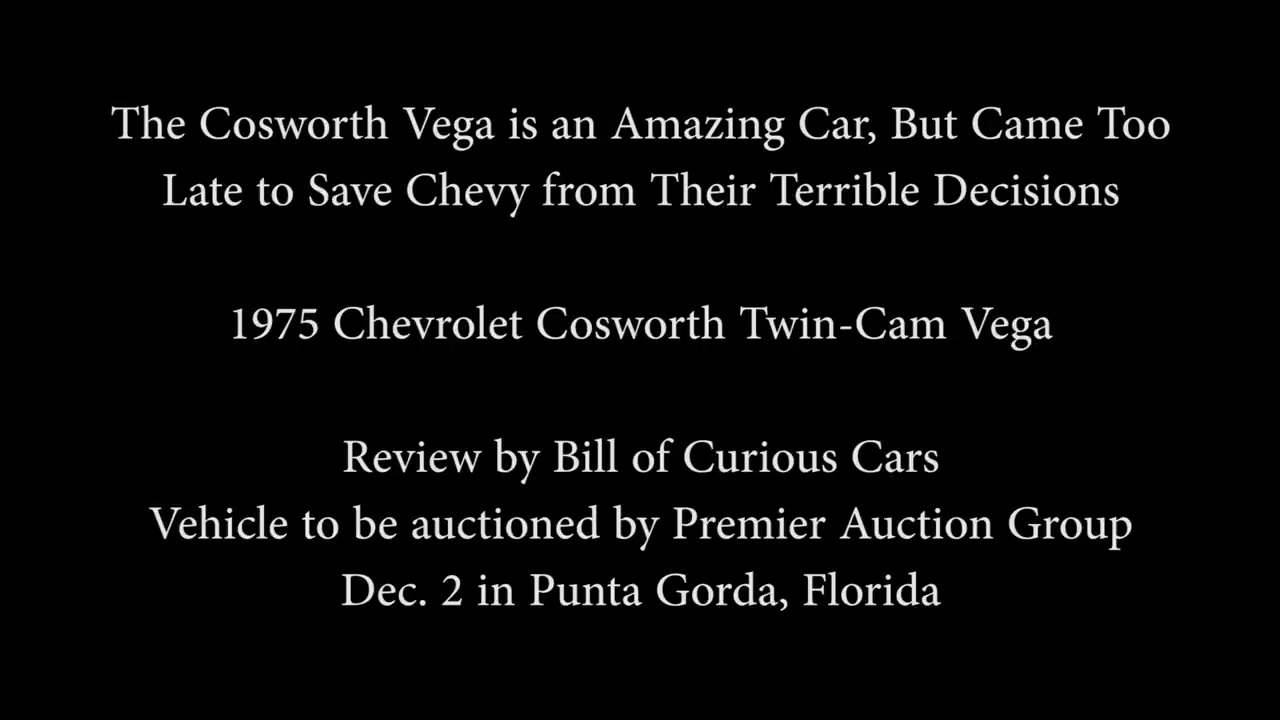 The Cosworth Vega is an Amazing Car, But Came Too
Late to Save Chevy from Their Terrible Decisions
1975 Chevrolet Cosworth Twin-Cam Vega
Review by Bill of Curious Cars
Vehicle to be auctioned by Premier Auction Group
Dec. 2 in Punta Gorda, Florida